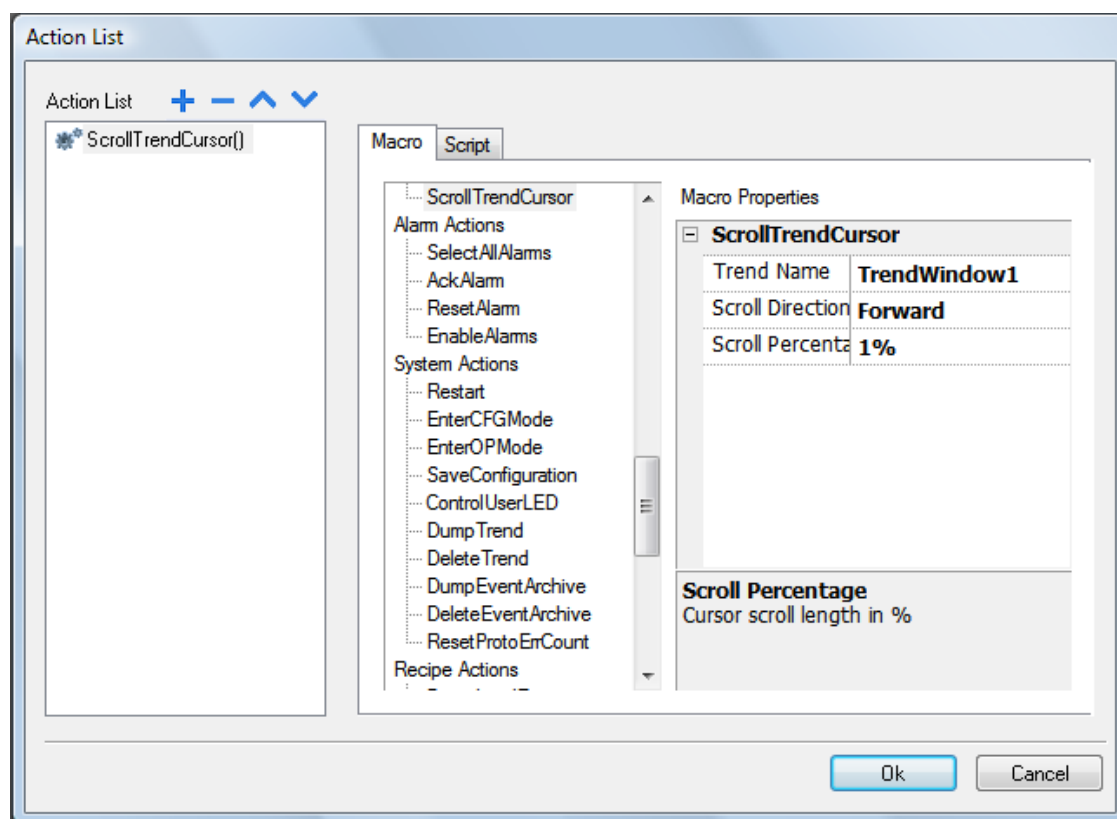 Action List
Action List
ScrollTrendCursor()
Macro
Script
ScrollTrendCursor
Alarm Actions
SelectAllAlarms
AckAlarm
ResetAlarm
EnableAlarms
System Actions
Restart
EnterCFGMode
EnterOPMode
SaveConfiguration
ControlUserLED
DumpTrend
DeleteTrend
DumpEventArchive
DeleteEventArchive
ResetProtoErrCount
Recipe Actions
Macro Properties
ScrollTrendCursor
Trend Name TrendWindow1
Scroll Direction Forward
Scroll Percenta 1%
Scroll Percentage
Cursor scroll length in %
Ok
Cancel